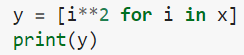 y = [i**2 for i in x]
print(y)